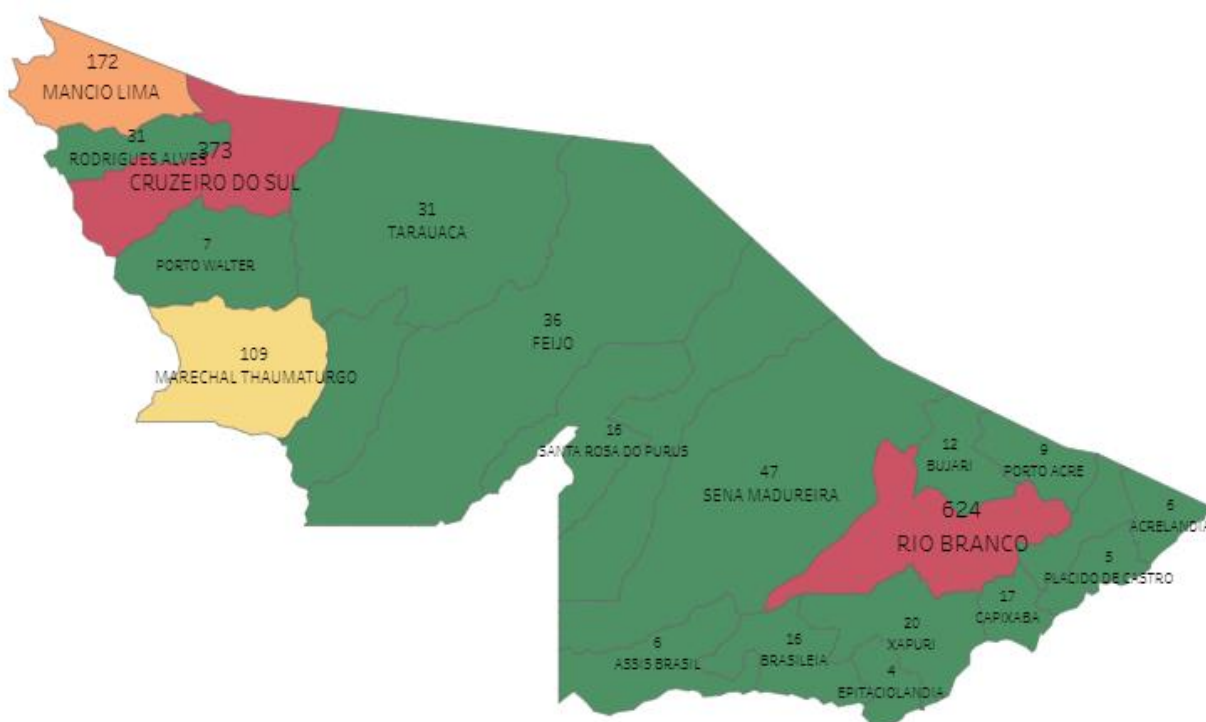 172
MANCIO LIMA
31
RODRIGUES ALVES
373
CRUZEIRO DO SUL
7
PORTO WALTER
31
TARAUACA
109
MARECHAL THAUMATURGO
36
FEIJO
16
SANTA ROSA DO PURUS
47
SENA MADUREIRA
12
BUJARI
9
PORTO ACRE
624
RIO BRANCO
6
ACRELANDIA
5
PLACIDO DE CASTRO
17
CAPIXABA
20
XAPURI
6
ASSIS BRASIL
16
BRASILEIA
4
EPITACIOLANDIA